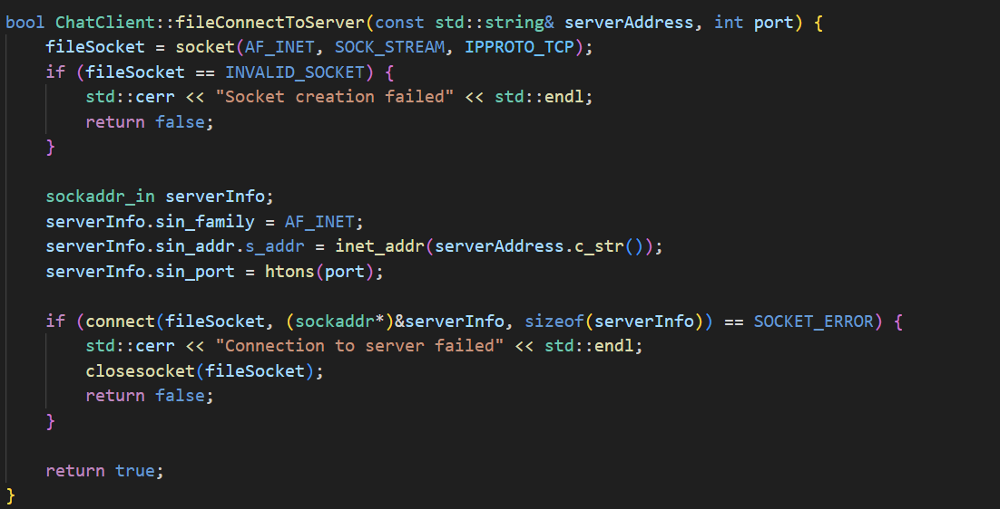 bool ChatClient::fileConnectToServer(const std::string& serverAddress, int port) {
    fileSocket = socket(AF_INET, SOCK_STREAM, IPPROTO_TCP);
    if (fileSocket == INVALID_SOCKET) {
        std::cerr << "Socket creation failed" << std::endl;
        return false;
    }

    sockaddr_in serverInfo;
    serverInfo.sin_family = AF_INET;
    serverInfo.sin_addr.s_addr = inet_addr(serverAddress.c_str());
    serverInfo.sin_port = htons(port);

    if (connect(fileSocket, (sockaddr*)&serverInfo, sizeof(serverInfo)) == SOCKET_ERROR) {
        std::cerr << "Connection to server failed" << std::endl;
        closesocket(fileSocket);
        return false;
    }

    return true;
}